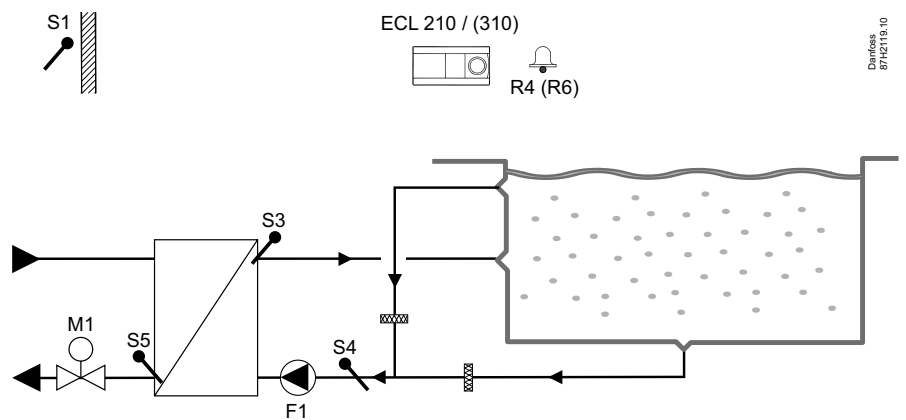 S1
ECL 210 / (310)
Danfoss
87H2119.10
R4 (R6)
S3
M1
S5
S4
F1